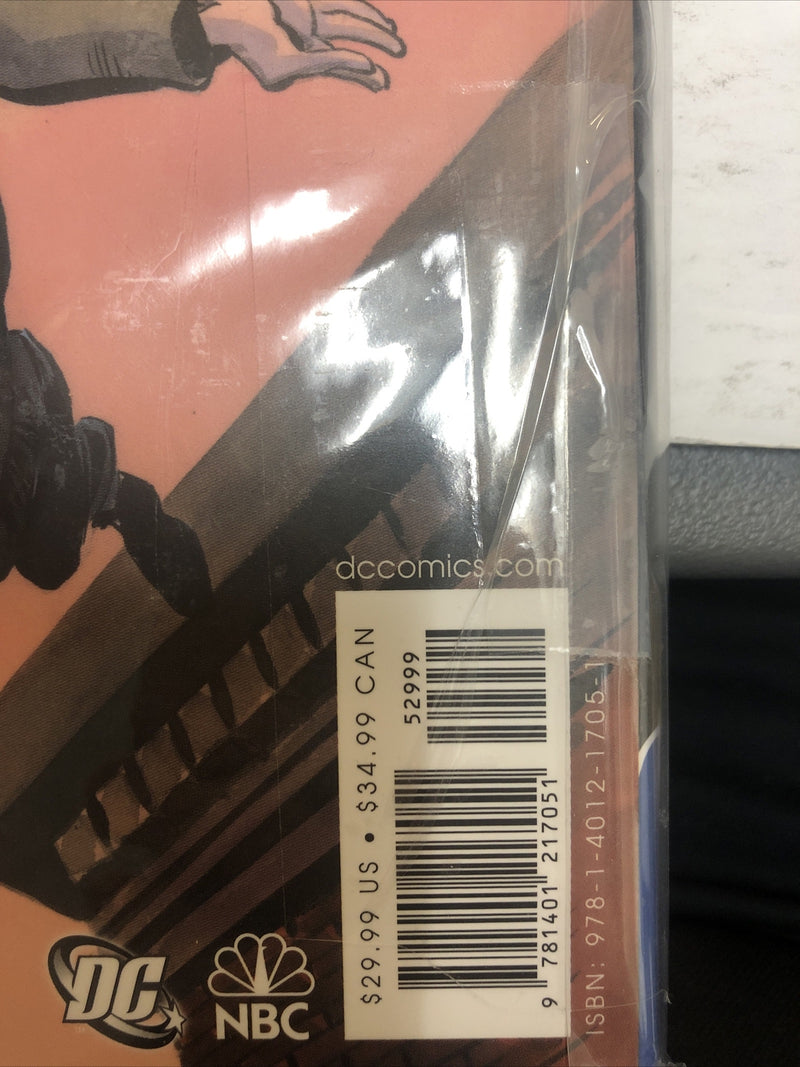 dccomics.com
$29.99 US • $34.99 CAN
52999
9 781401 217051
ISBN: 978-1-4012-1705-1
DC
NBC